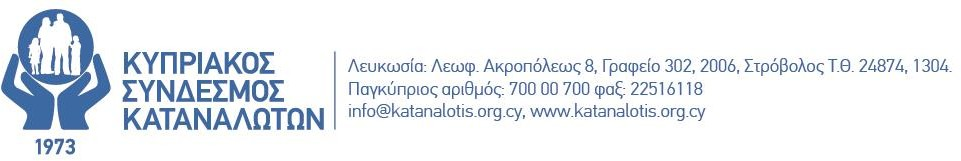 ΚΥΠΡΙΑΚΟΣ
ΣΥΝΔΕΣΜΟΣ
ΚΑΤΑΝΑΛΩΤΩΝ
1973
Λευκωσία: Λεωφ. Ακροπόλεως 8, Γραφείο 302, 2006, Στρόβολος Τ.Θ. 24874, 1304.
Παγκύπριος αριθμός: 700 00 700 φαξ: 22516118
info@katanalotis.org.cy, www.katanalotis.org.cy